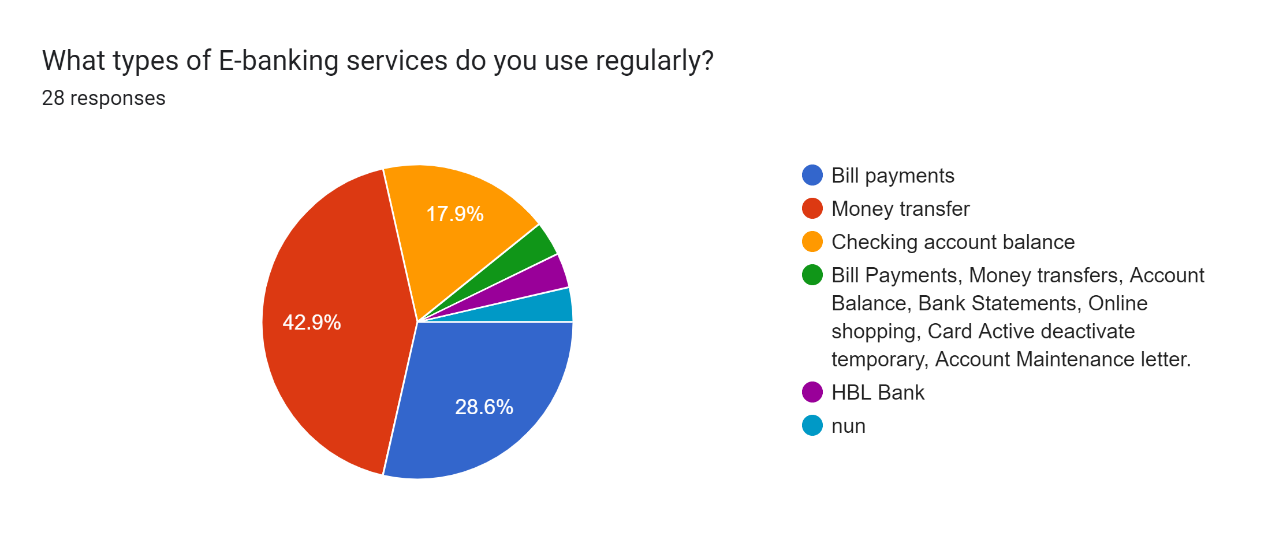 What types of E-banking services do you use regularly?
28 responses
17.9%
42.9%
28.6%
Bill payments
Money transfer
Checking account balance
Bill Payments, Money transfers, Account
Balance, Bank Statements, Online
shopping, Card Active deactivate
temporary, Account Maintenance letter.
HBL Bank
nun